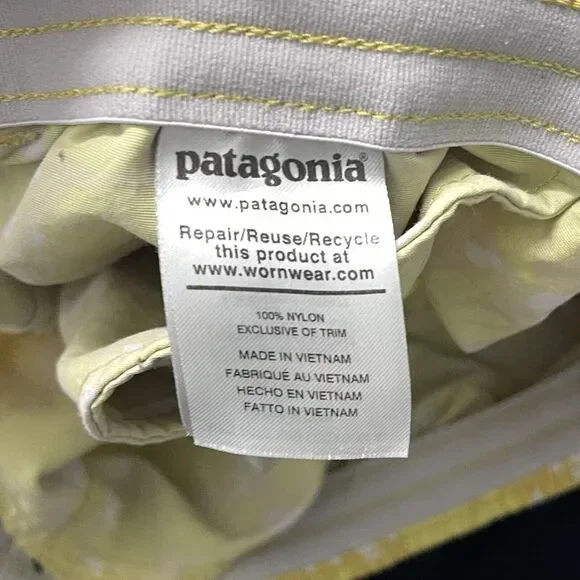 patagonia®
www.patagonia.com
Repair/Reuse/Recycle
this product at
www.wornwear.com
100% NYLON
EXCLUSIVE OF TRIM
MADE IN VIETNAM
FABRIQUÉ AU VIETNAM
HECHO EN VIETNAM
FATTO IN VIETNAM